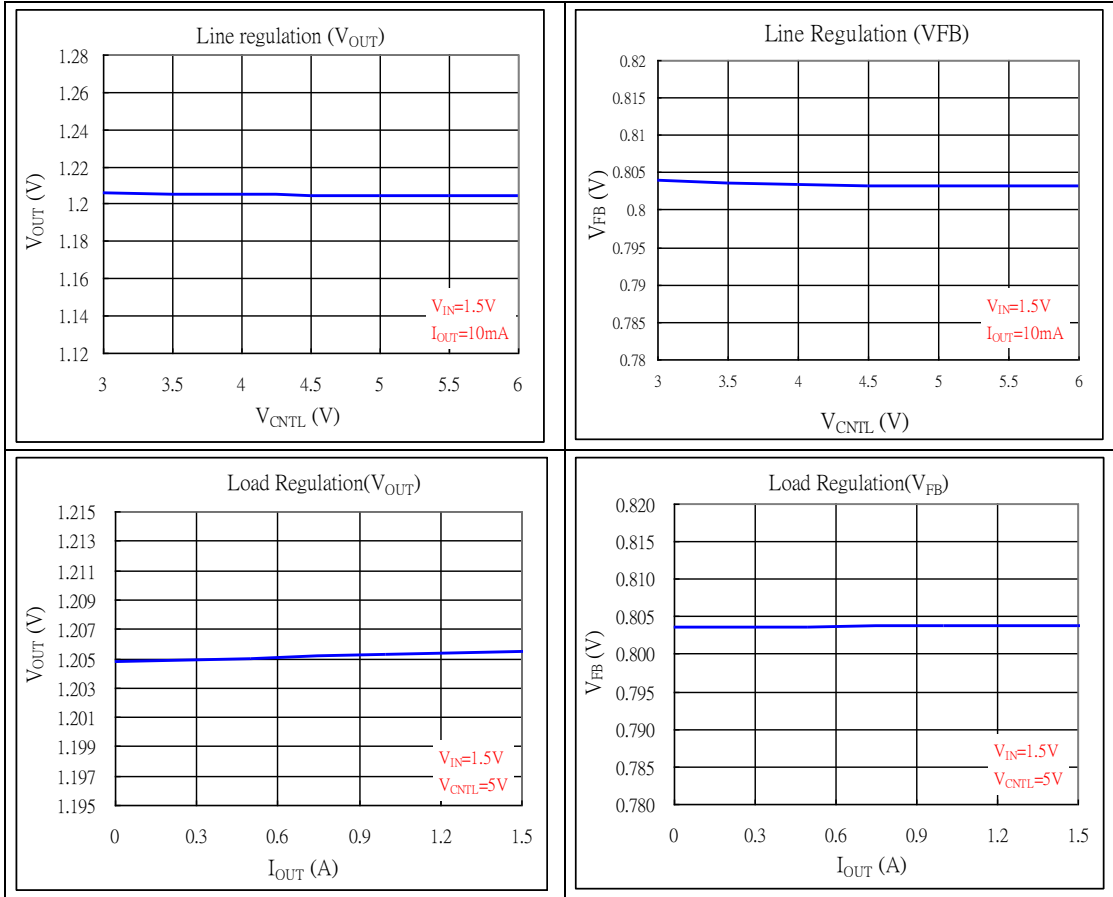 Line regulation (VOUT)
1.28
1.26
1.24
1.22
1.2
1.18
1.16
1.14
1.12
VOUT (V)
VIN=1.5V
IOUT=10mA
3 3.5 4 4.5 5 5.5 6
VCNTL (V)
Line Regulation (VFB)
0.82
0.815
0.81
0.805
0.8
0.795
0.79
0.785
0.78
VFB (V)
VIN=1.5V
IOUT=10mA
3 3.5 4 4.5 5 5.5 6
VCNTL (V)
Load Regulation(VOUT)
1.215
1.213
1.211
1.209
1.207
1.205
1.203
1.201
1.199
1.197
1.195
VOUT (V)
VIN=1.5V
VCNTL=5V
0 0.3 0.6 0.9 1.2 1.5
IOUT (A)
Load Regulation(VFB)
0.820
0.815
0.810
0.805
0.800
0.795
0.790
0.785
0.780
VFB (V)
VIN=1.5V
VCNTL=5V
0 0.3 0.6 0.9 1.2 1.5
IOUT (A)